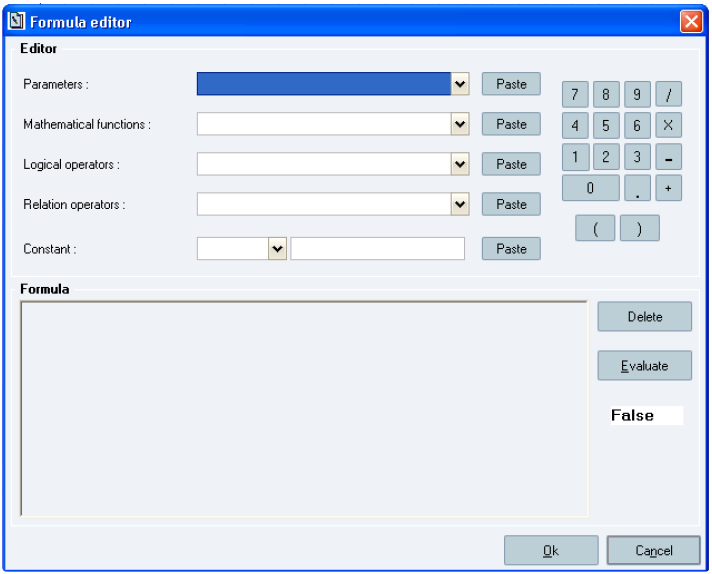 Formula editor
Editor
Parameters :
Paste
7 8 9 /
Mathematical functions :
Paste
4 5 6 X
Logical operators :
Paste
1 2 3 -
Relation operators :
Paste
0 . +
( )
Constant :
Paste
Formula
Delete
Evaluate
False
Ok
Cancel